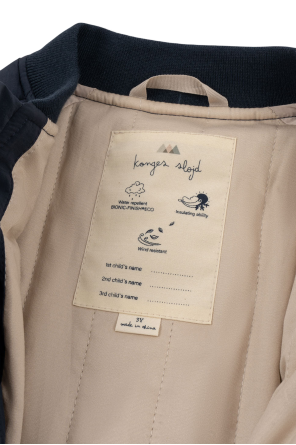 konges sløjd
Water repellent
BIONIC-FINISH®ECO
Insulating ability
Wind resistant
1st child's name
2nd child's name
3rd child's name
5Y
made in china